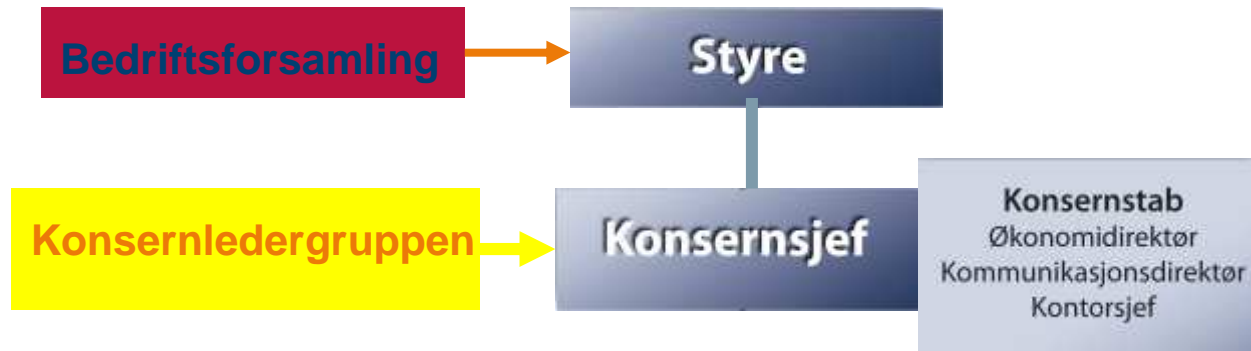 Bedriftsforsamling
Styre
Konsernledergruppen
Konsernsjef
Konsernstab
Økonomidirektør
Kommunikasjonsdirektør
Kontorsjef